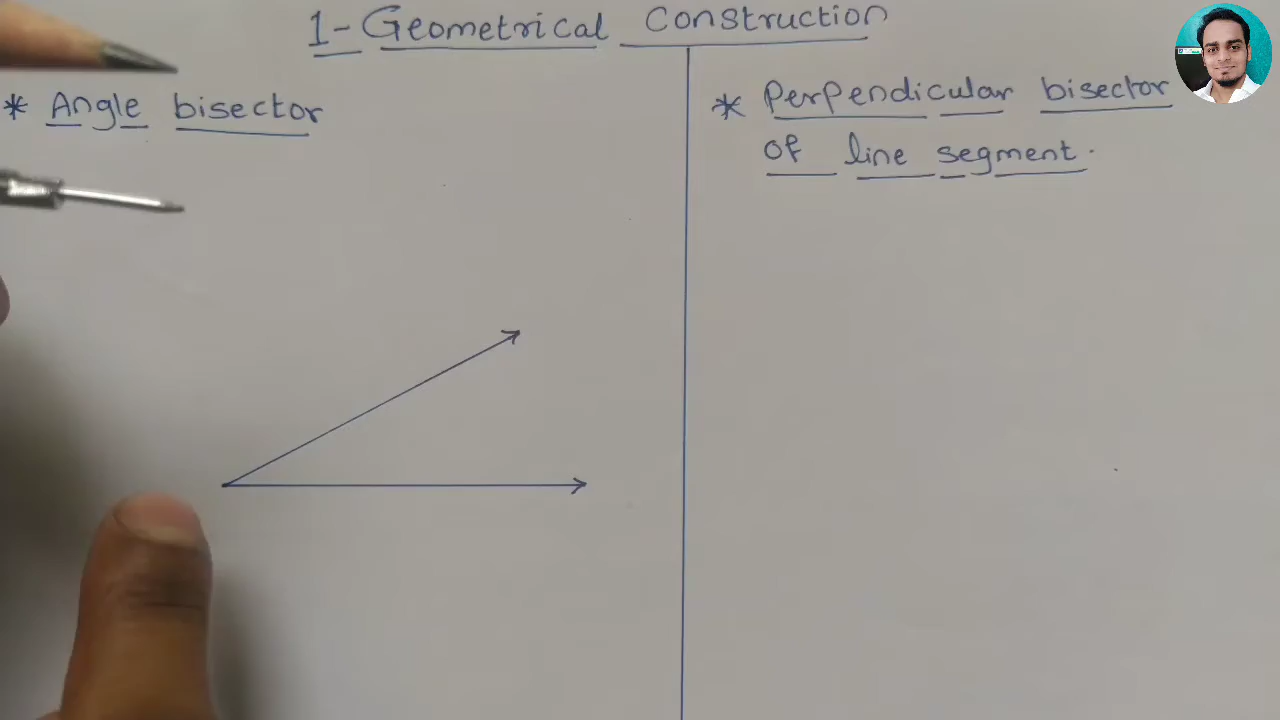 1- Geometrical Construction
* Angle bisector
* Perpendicular bisector
of line segment.